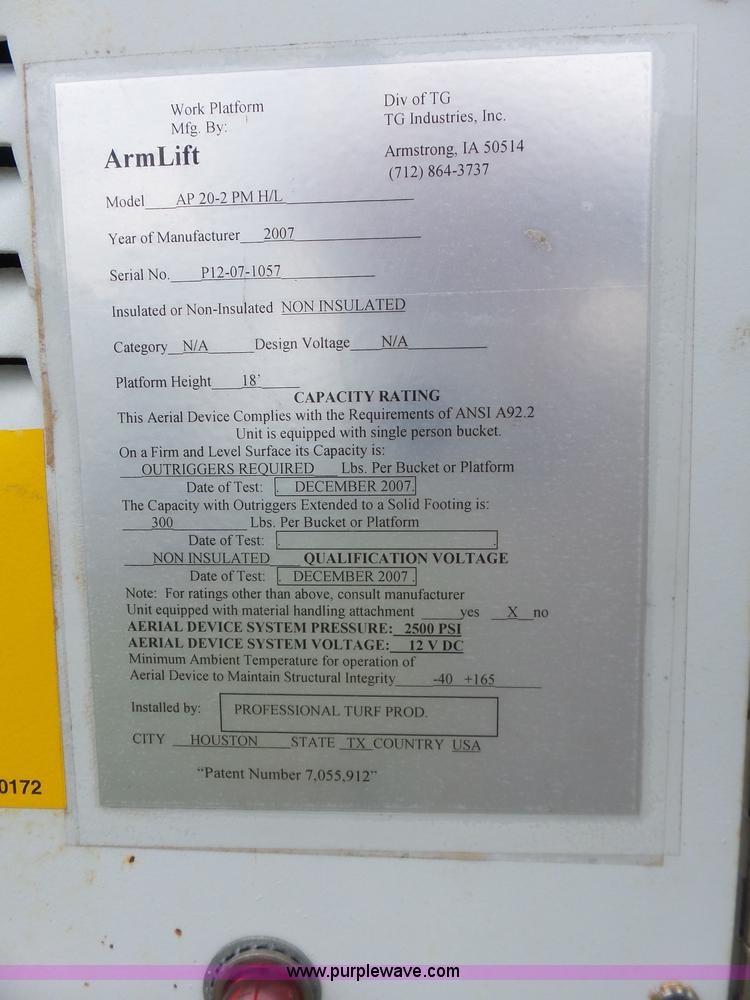 Work Platform
Mfg. By:
ArmLift
Div of TG
TG Industries, Inc.
Armstrong, IA 50514
(712) 864-3737
Model AP 20-2 PM H/L
Year of Manufacturer 2007
Serial No. P12-07-1057
Insulated or Non-Insulated NON INSULATED
Category N/A Design Voltage N/A
Platform Height 18'
CAPACITY RATING
This Aerial Device Complies with the Requirements of ANSI A92.2
Unit is equipped with single person bucket.
On a Firm and Level Surface its Capacity is:
OUTRIGGERS REQUIRED Lbs. Per Bucket or Platform
Date of Test: DECEMBER 2007
The Capacity with Outriggers Extended to a Solid Footing is:
300 Lbs. Per Bucket or Platform
Date of Test:
NON INSULATED QUALIFICATION VOLTAGE
Date of Test: DECEMBER 2007
Note: For ratings other than above, consult manufacturer
Unit equipped with material handling attachment yes X no
AERIAL DEVICE SYSTEM PRESSURE: 2500 PSI
AERIAL DEVICE SYSTEM VOLTAGE: 12 V DC
Minimum Ambient Temperature for operation of
Aerial Device to Maintain Structural Integrity -40 +165
Installed by: PROFESSIONAL TURF PROD.
CITY HOUSTON STATE TX COUNTRY USA
"Patent Number 7,055,912"
0172
www.purplewave.com